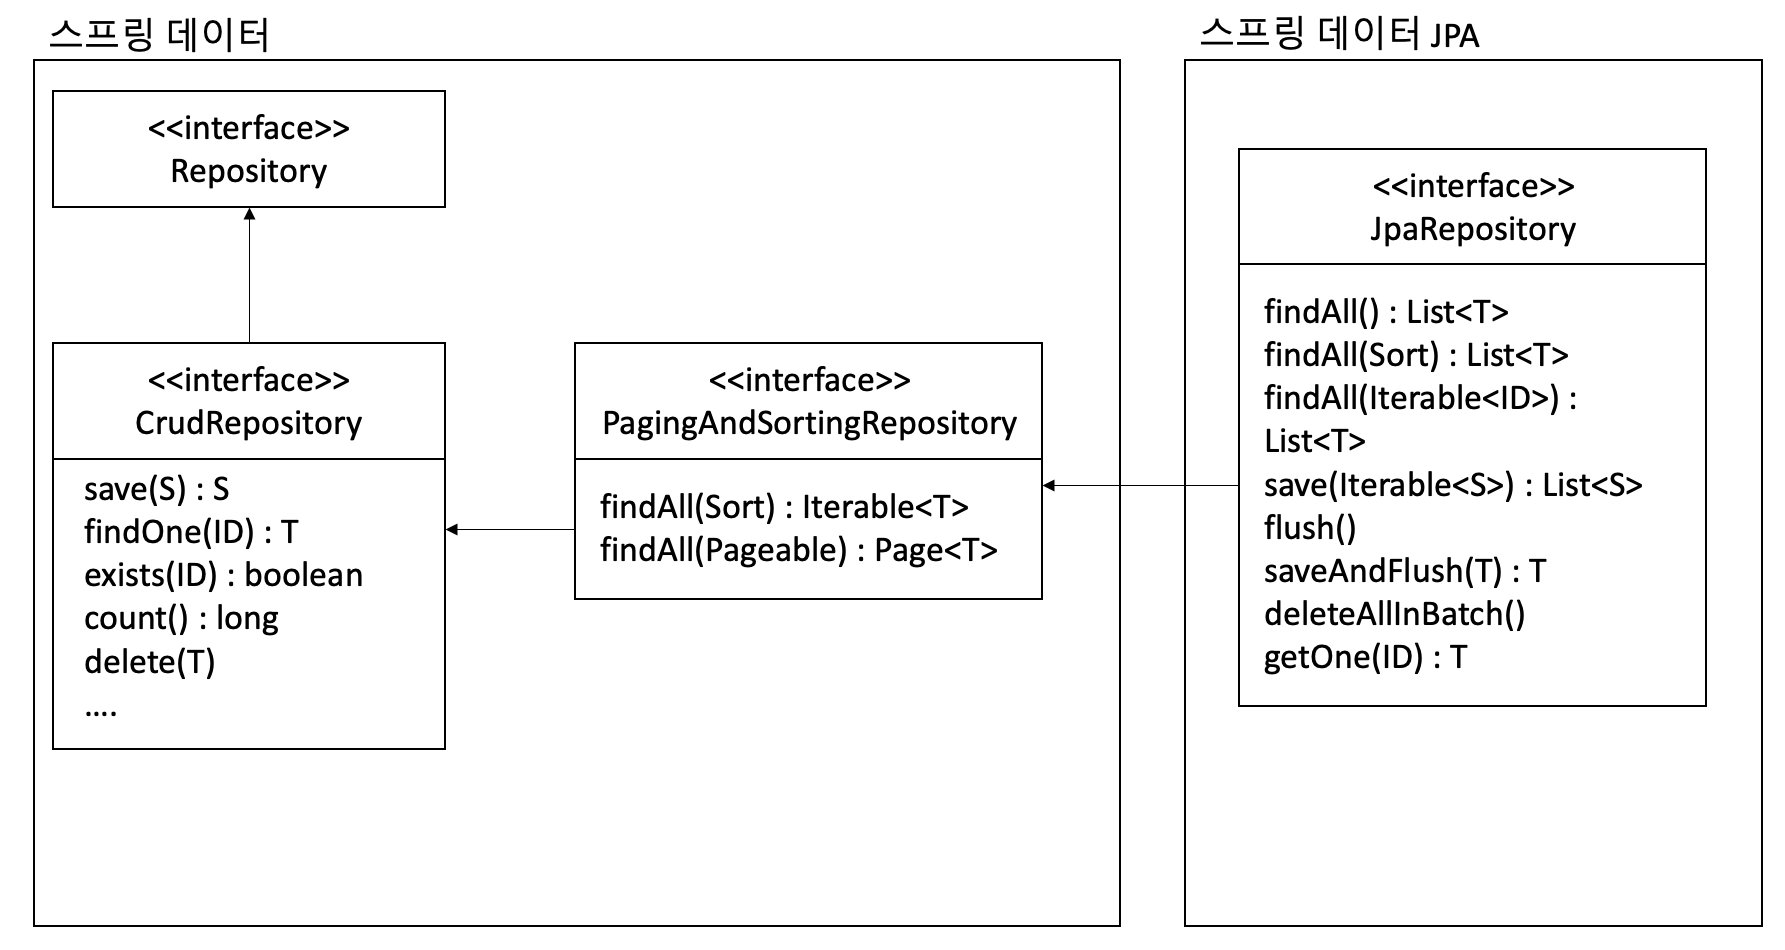 스프링 데이터
<<interface>>
Repository
<<interface>>
CrudRepository
save(S) : S
findOne(ID) : T
exists(ID) : boolean
count() : long
delete(T)
....
<<interface>>
PagingAndSortingRepository
findAll(Sort) : Iterable<T>
findAll(Pageable) : Page<T>
스프링 데이터 JPA
<<interface>>
JpaRepository
findAll() : List<T>
findAll(Sort) : List<T>
findAll(Iterable<ID>) :
List<T>
save(Iterable<S>) : List<S>
flush()
saveAndFlush(T) : T
deleteAllInBatch()
getOne(ID) : T